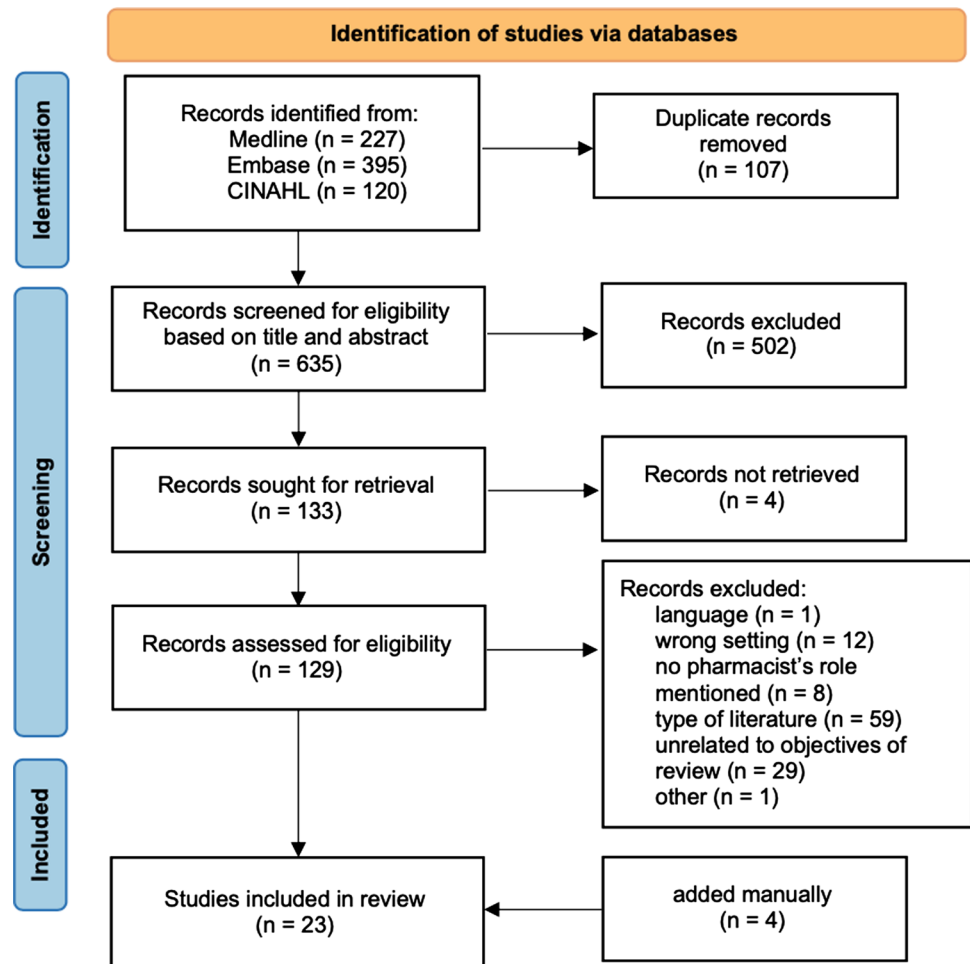 Identification of studies via databases
Identification
Records identified from:
Medline (n = 227)
Embase (n = 395)
CINAHL (n = 120)
Duplicate records
removed
(n = 107)
Screening
Records screened for eligibility
based on title and abstract
(n = 635)
Records excluded
(n = 502)
Records sought for retrieval
(n = 133)
Records not retrieved
(n = 4)
Records assessed for eligibility
(n = 129)
Records excluded:
language (n = 1)
wrong setting (n = 12)
no pharmacist's role
mentioned (n = 8)
type of literature (n = 59)
unrelated to objectives of
review (n = 29)
other (n = 1)
Included
Studies included in review
(n = 23)
added manually
(n = 4)